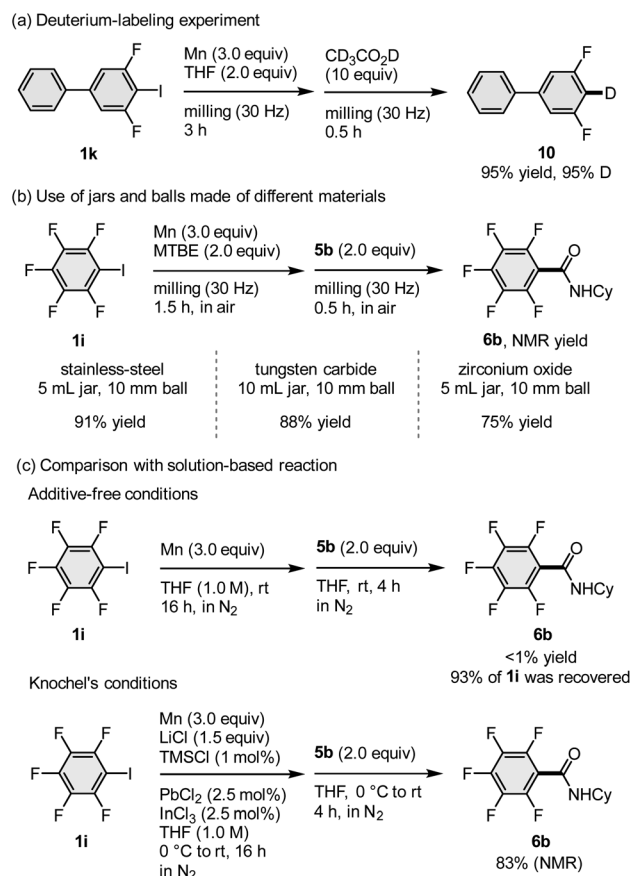 (a) Deuterium-labeling experiment
Mn (3.0 equiv)
THF (2.0 equiv)
milling (30 Hz)
3 h
CD3CO2D
(10 equiv)
milling (30 Hz)
0.5 h
F
I
F
1k
F
D
F
10
95% yield, 95% D
(b) Use of jars and balls made of different materials
Mn (3.0 equiv)
MTBE (2.0 equiv)
milling (30 Hz)
1.5 h, in air
5b (2.0 equiv)
milling (30 Hz)
0.5 h, in air
F F
F I
F F
1i
F F O
F NHCy
F F
6b, NMR yield
stainless-steel
5 mL jar, 10 mm ball
91% yield
tungsten carbide
10 mL jar, 10 mm ball
88% yield
zirconium oxide
5 mL jar, 10 mm ball
75% yield
(c) Comparison with solution-based reaction
Additive-free conditions
F F
F I
F F
1i
Mn (3.0 equiv)
THF (1.0 M), rt
16 h, in N2
5b (2.0 equiv)
THF, rt, 4 h
in N2
F F O
F NHCy
F F
6b
<1% yield
93% of 1i was recovered
Knochel's conditions
F F
F I
F F
1i
Mn (3.0 equiv)
LiCl (1.5 equiv)
TMSCl (1 mol%)
PbCl2 (2.5 mol%)
InCl3 (2.5 mol%)
THF (1.0 M)
0 °C to rt, 16 h
in N2
5b (2.0 equiv)
THF, 0 °C to rt
4 h, in N2
F F O
F NHCy
F F
6b
83% (NMR)